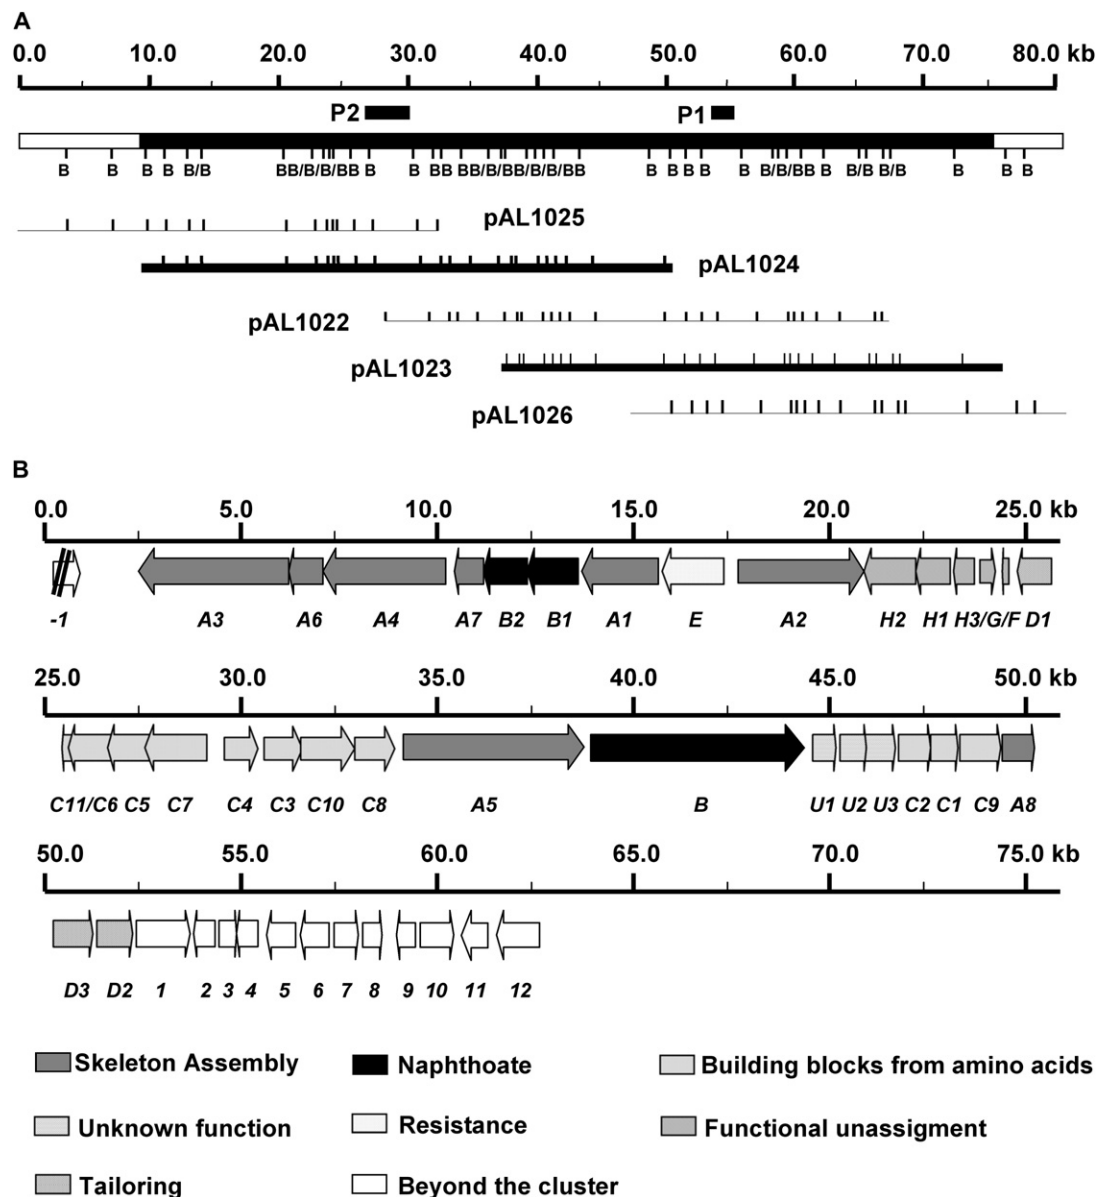 A
0.0 10.0 20.0 30.0 40.0 50.0 60.0 70.0 80.0 kb
P2 P1
B B B B B/B BB/B/B/BB B B BB BB/B/BB/B/B/BB B B B B B B/B/BB B B/B B/B B B B
pAL1025
pAL1024
pAL1022
pAL1023
pAL1026
B
0.0 5.0 10.0 15.0 20.0 25.0 kb
-1 A3 A6 A4 A7 B2 B1 A1 E A2 H2 H1 H3/G/F D1
25.0 30.0 35.0 40.0 45.0 50.0 kb
C11/C6 C5 C7 C4 C3 C10 C8 A5 B U1 U2 U3 C2 C1 C9 A8
50.0 55.0 60.0 65.0 70.0 75.0 kb
D3 D2 1 2 3 4 5 6 7 8 9 10 11 12
Skeleton Assembly Naphthoate Building blocks from amino acids
Unknown function Resistance Functional unassigment
Tailoring Beyond the cluster